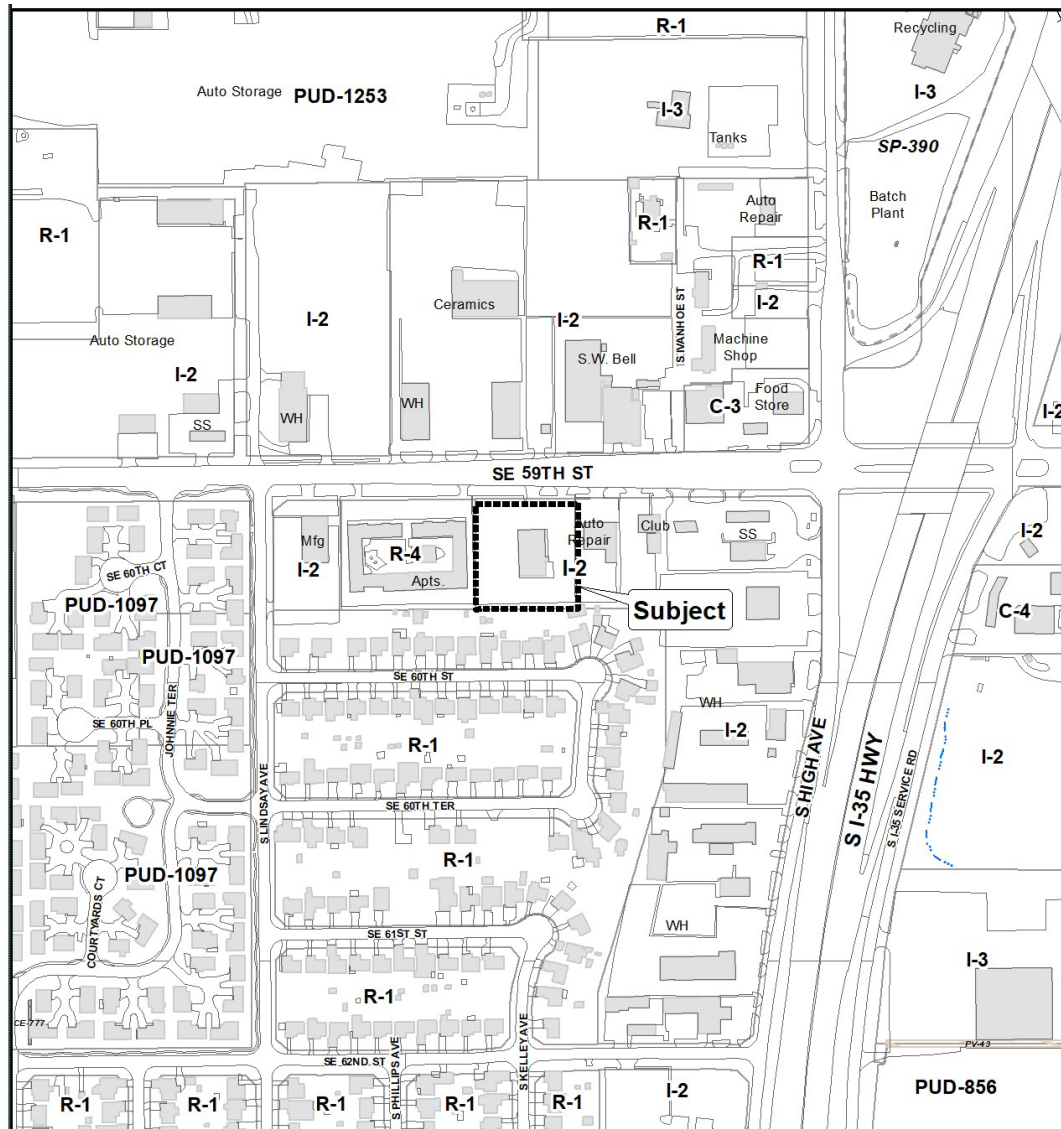 R-1
Recycling
Auto Storage
PUD-1253
I-3
I-3
Tanks
SP-390
Batch
Plant
R-1
R-1
Auto
Repair
R-1
S IVANHOE ST
I-2
Ceramics
I-2
I-2
Auto Storage
S.W. Bell
Machine
Shop
I-2
WH
WH
SS
C-3
Food
Store
I-2
SE 59TH ST
Mfg
I-2
R-4
Apts.
Auto
Repair
I-2
Club
SS
I-2
SE 60TH CT
PUD-1097
Subject
C-4
PUD-1097
SE 60TH ST
SE 60TH PL
JOHNNIE TER
S LINDSAY AVE
R-1
WH
I-2
S HIGH AVE
S I-35 HWY
S I-35 SERVICE RD
I-2
SE 60TH TER
R-1
PUD-1097
COURTYARDS CT
SE 61ST ST
WH
R-1
I-3
CE-777
S PHILLIPS AVE
S KELLEY AVE
PV-43
SE 62ND ST
PUD-856
R-1
R-1
R-1
R-1
R-1
I-2